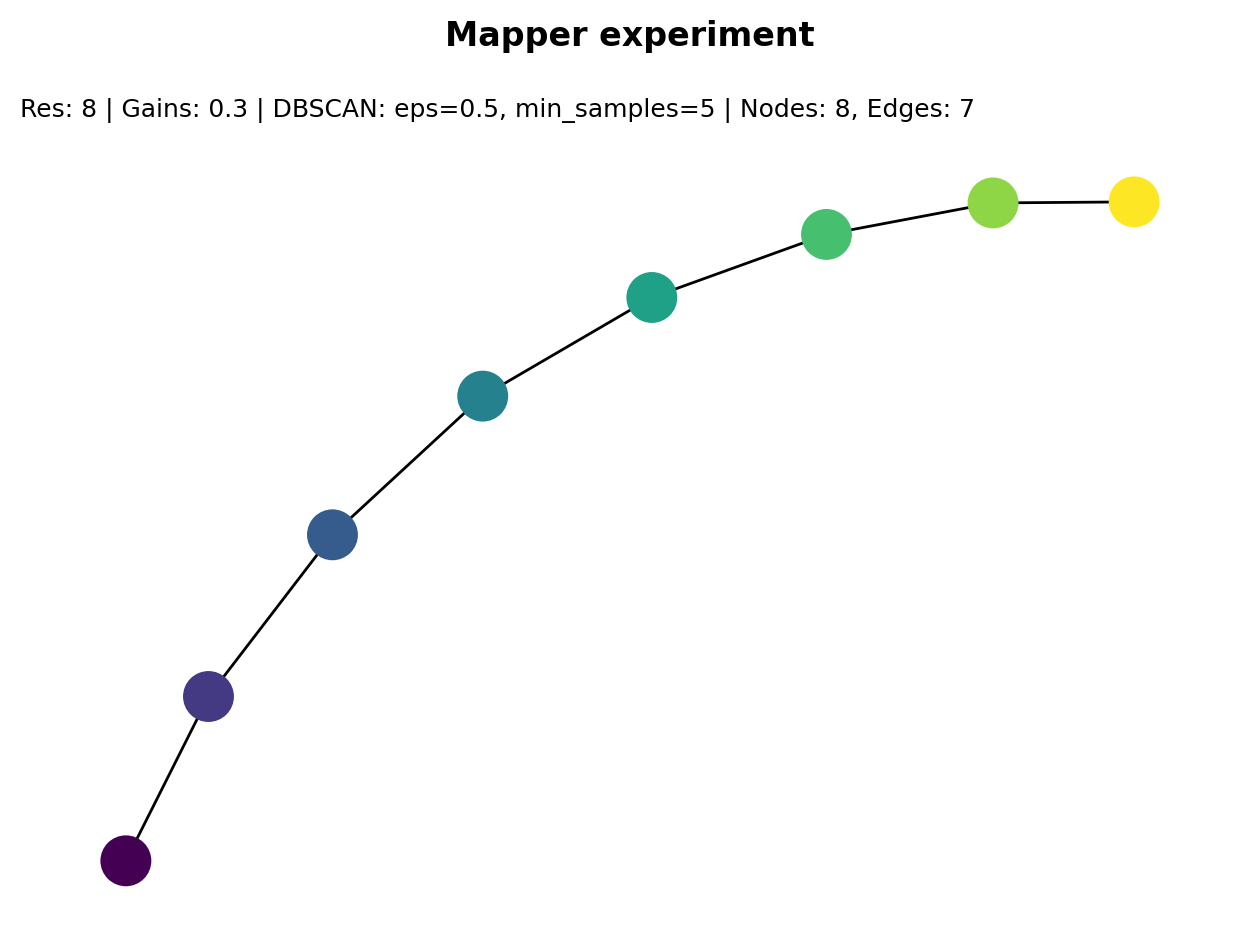 Mapper experiment
Res: 8 | Gains: 0.3 | DBSCAN: eps=0.5, min_samples=5 | Nodes: 8, Edges: 7